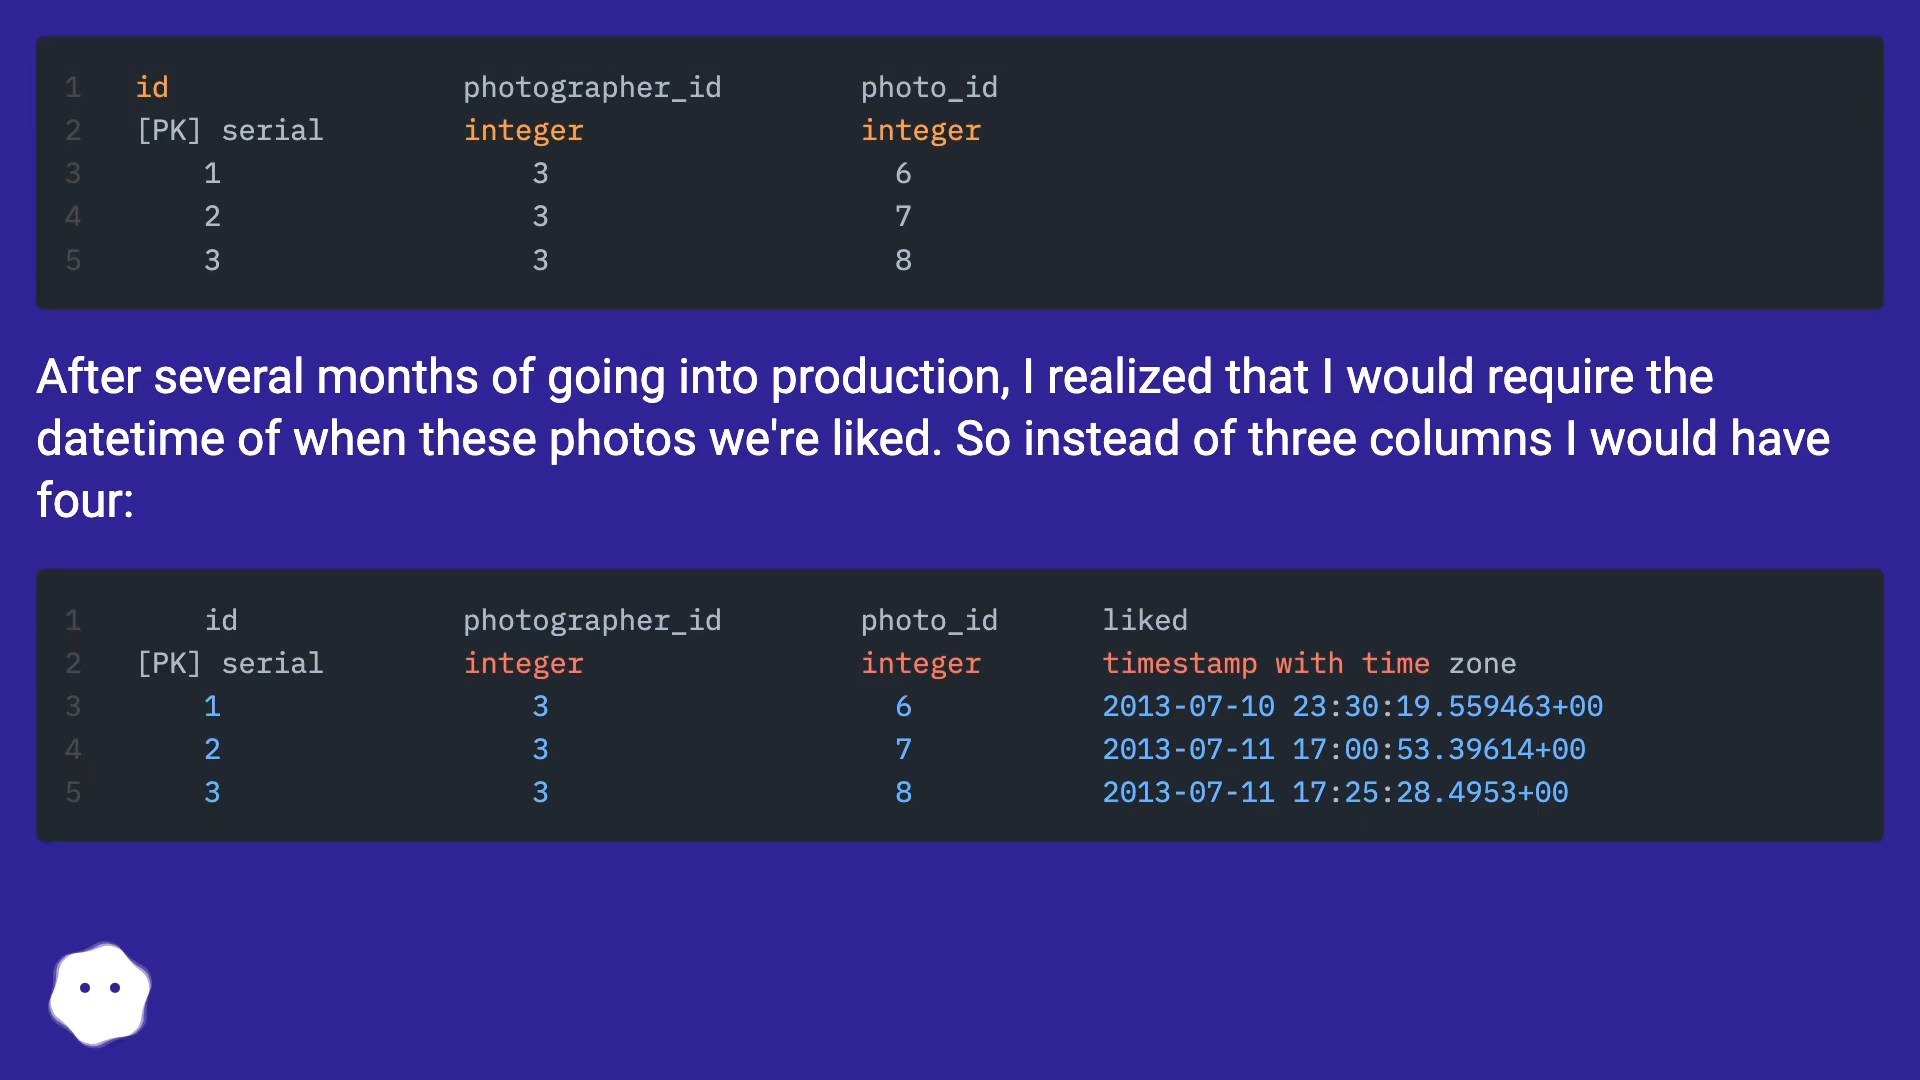 1 id photographer_id photo_id
2 [PK] serial integer integer
3 1 3 6
4 2 3 7
5 3 3 8
After several months of going into production, I realized that I would require the
datetime of when these photos we're liked. So instead of three columns I would have
four:
1 id photographer_id photo_id liked
2 [PK] serial integer integer timestamp with time zone
3 1 3 6 2013-07-10 23:30:19.559463+00
4 2 3 7 2013-07-11 17:00:53.39614+00
5 3 3 8 2013-07-11 17:25:28.4953+00